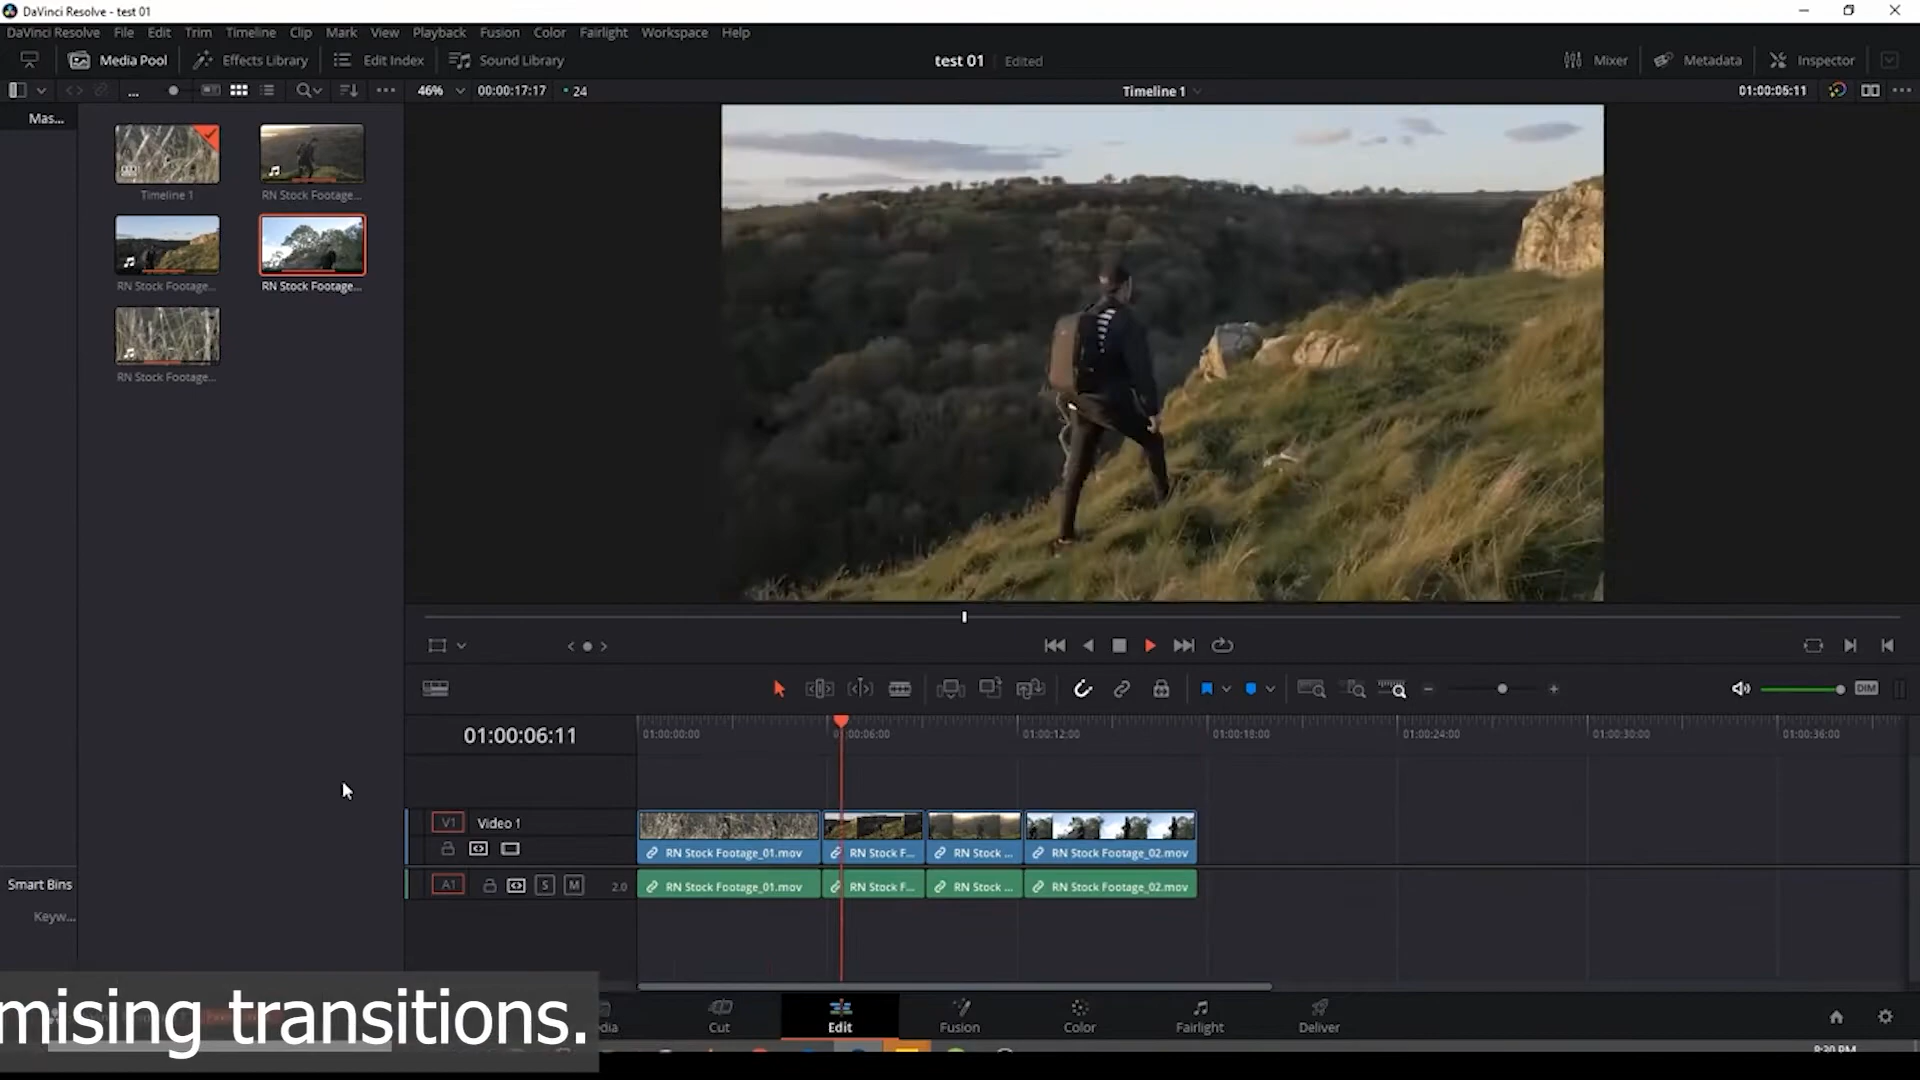 DaVinci Resolve - test 01
DaVinci Resolve File Edit Trim Timeline Clip Mark View Playback Fusion Color Fairlight Workspace Help
Media Pool Effects Library Edit Index Sound Library test 01 Edited Mixer Metadata Inspector
... 46% 00:00:17:17 24 Timeline 1 01:00:06:11
Mas...
Timeline 1 RN Stock Footage...
RN Stock Footage... RN Stock Footage...
RN Stock Footage...
DIM
01:00:06:11 01:00:00:00 01:00:06:00 01:00:12:00 01:00:18:00 01:00:24:00 01:00:30:00 01:00:36:00
V1 Video 1
RN Stock Footage_01.mov RN Stock F... RN Stock ... RN Stock Footage_02.mov
A1 S M 2.0 RN Stock Footage_01.mov RN Stock F... RN Stock ... RN Stock Footage_02.mov
Smart Bins
Keyw...
mising transitions.
dia Cut Edit Fusion Color Fairlight Deliver
8:30 PM